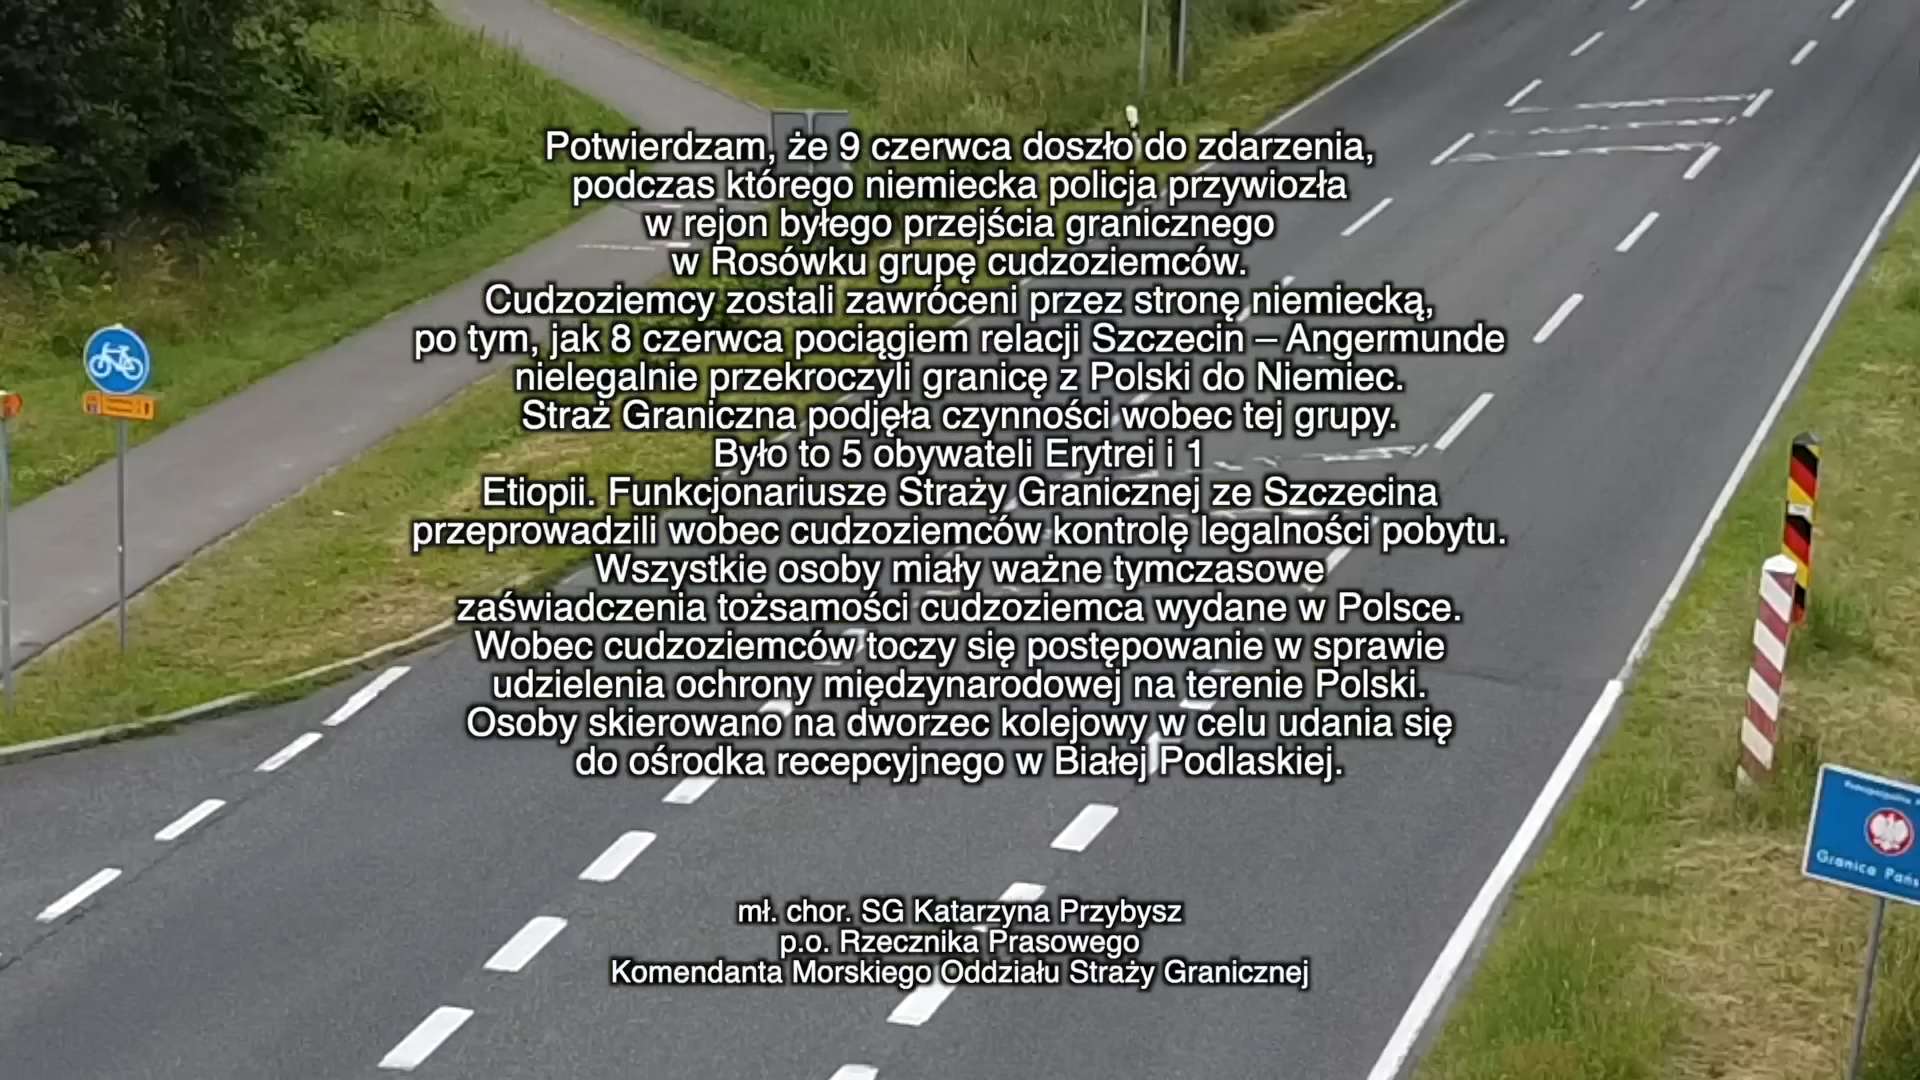 Potwierdzam, że 9 czerwca doszło do zdarzenia,
podczas którego niemiecka policja przywiozła
w rejon byłego przejścia granicznego
w Rosówku grupę cudzoziemców.
Cudzoziemcy zostali zawróceni przez stronę niemiecką,
po tym, jak 8 czerwca pociągiem relacji Szczecin – Angermunde
nielegalnie przekroczyli granicę z Polski do Niemiec.
Straż Graniczna podjęła czynności wobec tej grupy.
Było to 5 obywateli Erytrei i 1
Etiopii. Funkcjonariusze Straży Granicznej ze Szczecina
przeprowadzili wobec cudzoziemców kontrolę legalności pobytu.
Wszystkie osoby miały ważne tymczasowe
zaświadczenia tożsamości cudzoziemca wydane w Polsce.
Wobec cudzoziemców toczy się postępowanie w sprawie
udzielenia ochrony międzynarodowej na terenie Polski.
Osoby skierowano na dworzec kolejowy w celu udania się
do ośrodka recepcyjnego w Białej Podlaskiej.
mł. chor. SG Katarzyna Przybysz
p.o. Rzecznika Prasowego
Komendanta Morskiego Oddziału Straży Granicznej
Granica